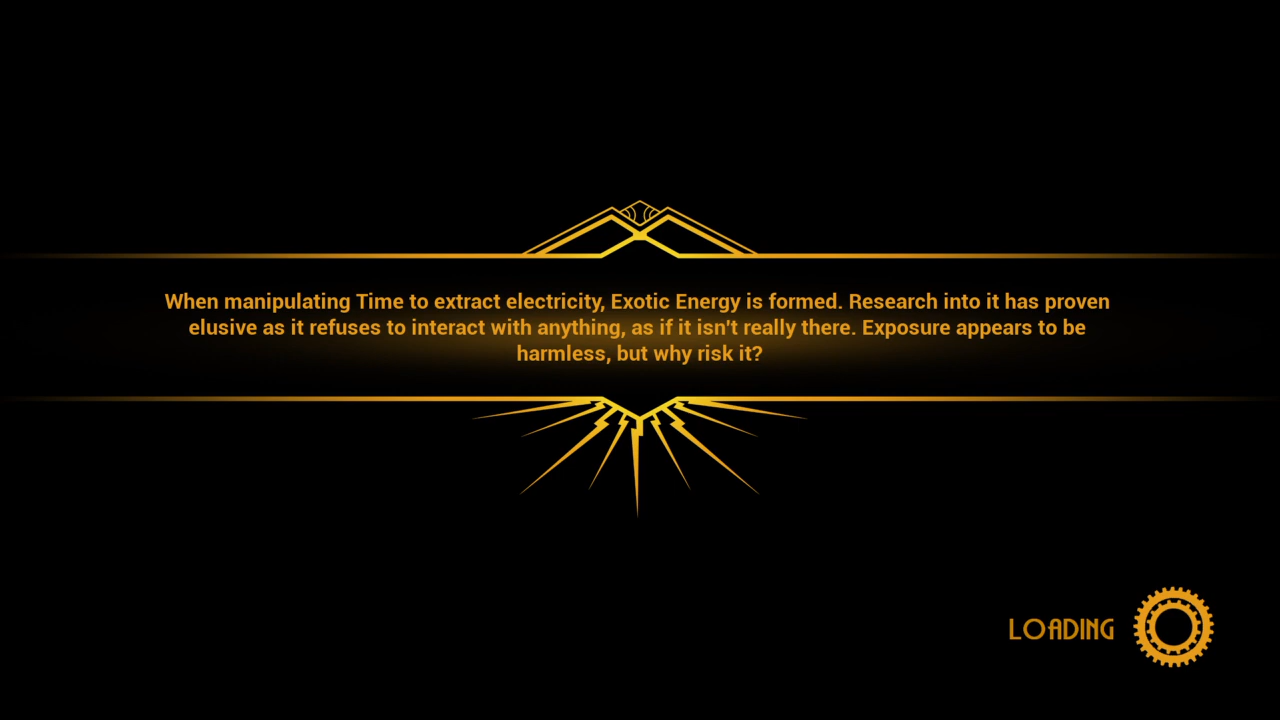 When manipulating Time to extract electricity, Exotic Energy is formed. Research into it has proven
elusive as it refuses to interact with anything, as if it isn't really there. Exposure appears to be
harmless, but why risk it?
LOADING